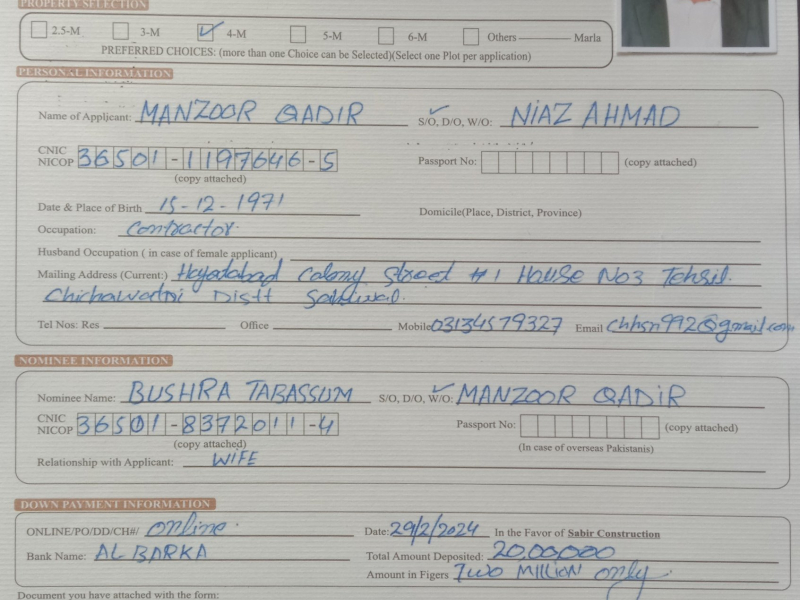 PROPERTY SELECTION
2.5-M 3-M 4-M 5-M 6-M Others Marla
PREFERRED CHOICES: (more than one Choice can be Selected)(Select one Plot per application)
PERSONAL INFORMATION
Name of Applicant: MANZOOR QADIR S/O, D/O, W/O: NIAZ AHMAD
CNIC NICOP 36501-1197646-5 Passport No: (copy attached)
(copy attached)
Date & Place of Birth 15-12-1971 Domicile(Place, District, Province)
Occupation: Contractor
Husband Occupation ( in case of female applicant)
Mailing Address (Current:) Hayadabad Colony Street #1 House No3 Tehsil.
Chichawatni Distt Sahiwal.
Tel Nos: Res Office Mobile 03134579327 Email chhsn992@gmail.com
NOMINEE INFORMATION
Nominee Name: BUSHRA TABASSUM S/O, D/O, W/O: MANZOOR QADIR
CNIC NICOP 36501-8372011-4 Passport No: (copy attached)
(copy attached) (In case of overseas Pakistanis)
Relationship with Applicant: WIFE
DOWN PAYMENT INFORMATION
ONLINE/PO/DD/CH#/ online. Date: 29/2/2024 In the Favor of Sabir Construction
Bank Name: AL BARKA Total Amount Deposited: 20,00,000
Amount in Figers Two Million only
Document you have attached with the form: